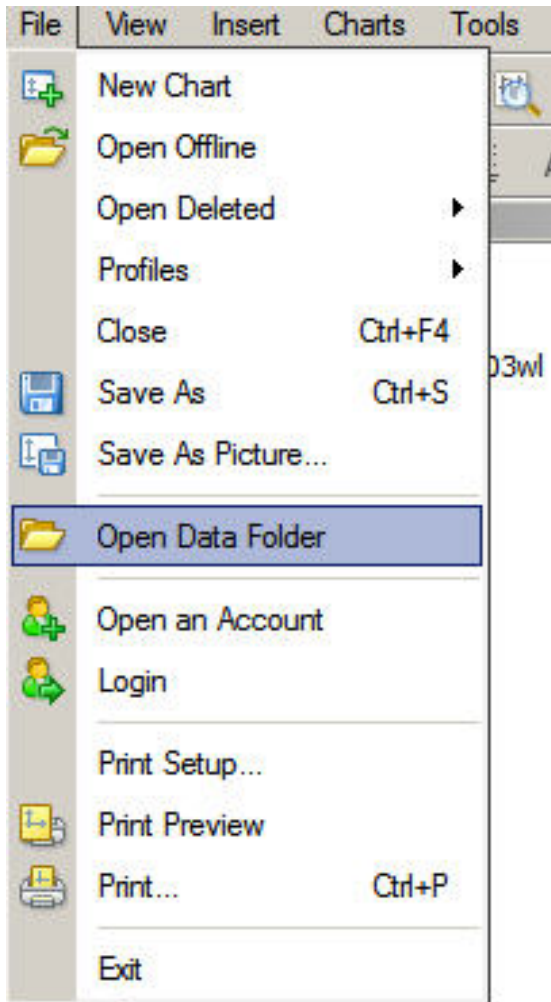 File View Insert Charts Tools
New Chart
Open Offline
Open Deleted
Profiles
Close Ctrl+F4
03wl
Save As Ctrl+S
Save As Picture...
Open Data Folder
Open an Account
Login
Print Setup...
Print Preview
Print... Ctrl+P
Exit